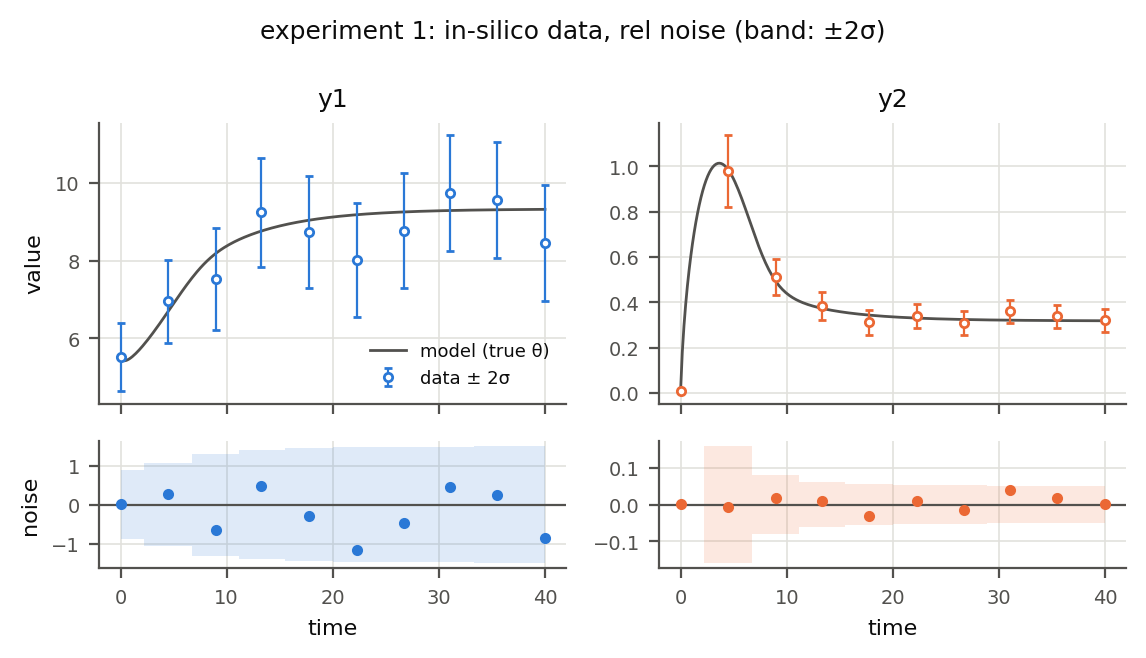 experiment 1: in-silico data, rel noise (band: ±2σ)
y1
y2
value
10
8
6
model (true θ)
data ± 2σ
1.0
0.8
0.6
0.4
0.2
0.0
noise
1
0
−1
0
10
20
30
40
time
0.1
0.0
−0.1
0
10
20
30
40
time